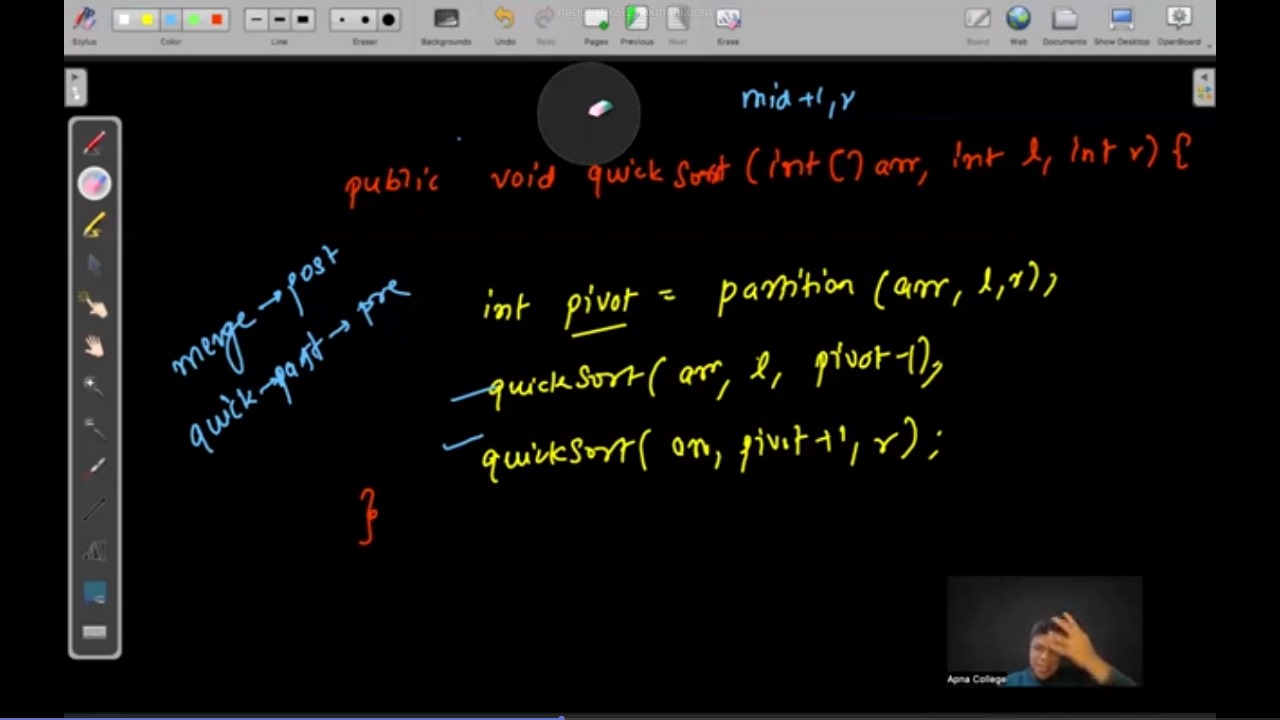 Stylus Color Line Eraser Backgrounds Undo Redo Pages Previous Next Erase Board Web Documents Show Desktop OpenBoard
mid+1, r
public void quickSort (int[] arr, int l, int r) {
merge → post
quick → part → pre
int pivot = partition (arr, l, r);
quickSort( arr, l, pivot-1);
quickSort( arr, pivot+1, r);
}
Apna College